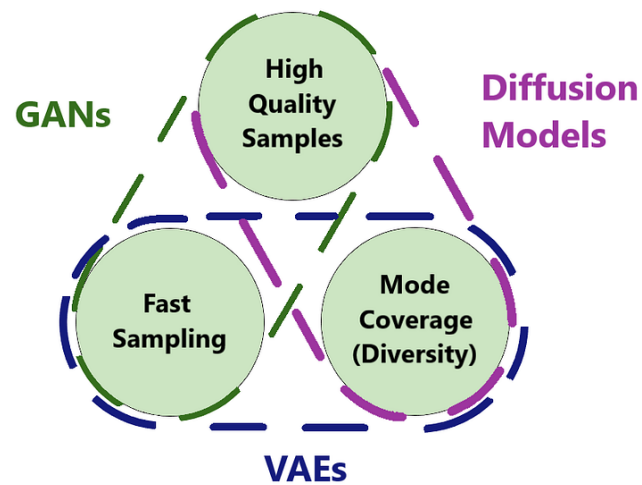 High
Quality
Samples
GANs
Diffusion
Models
Fast
Sampling
Mode
Coverage
(Diversity)
VAEs